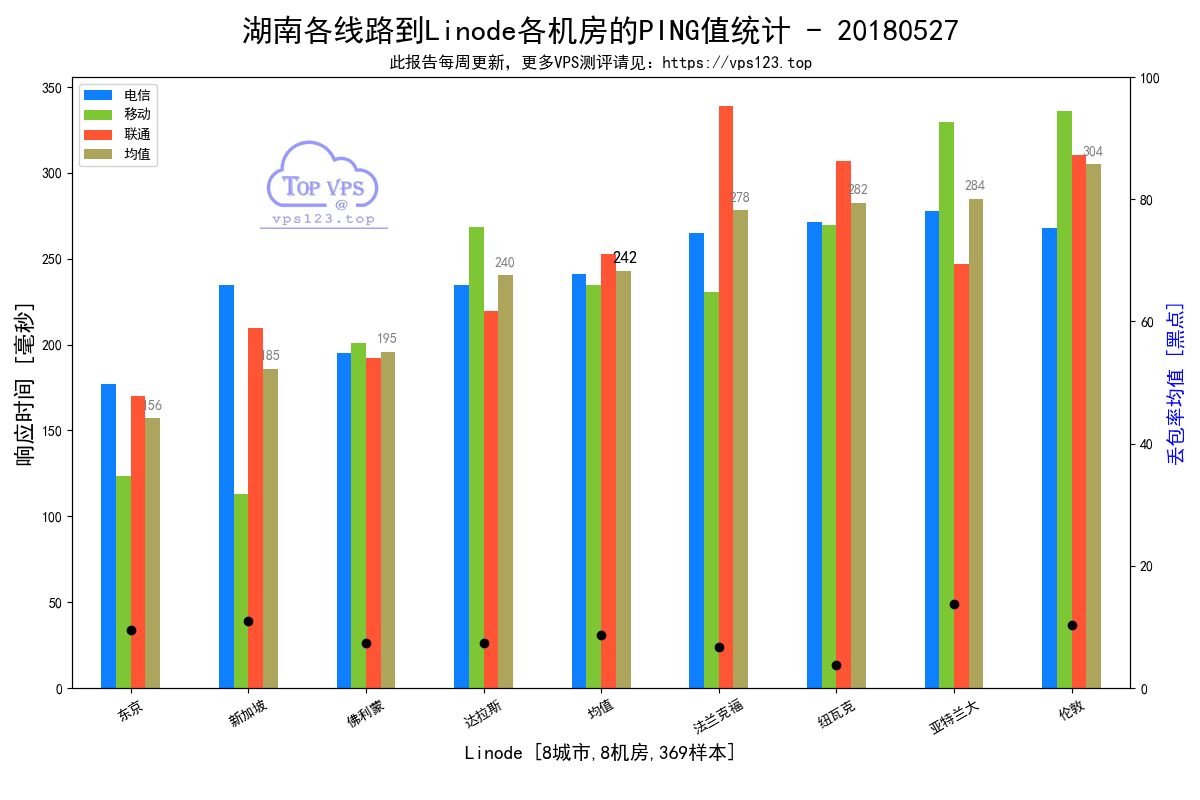 湖南各线路到Linode各机房的PING值统计 - 20180527
此报告每周更新，更多VPS测评请见：https://vps123.top
电信
移动
联通
均值
TOP VPS
@
vps123.top
响应时间 [毫秒]
350
300
250
200
150
100
50
0
156
185
195
240
242
278
282
284
304
100
80
60
40
20
0
丢包率均值 [黑点]
东京
新加坡
佛利蒙
达拉斯
均值
法兰克福
纽瓦克
亚特兰大
伦敦
Linode [8城市,8机房,369样本]